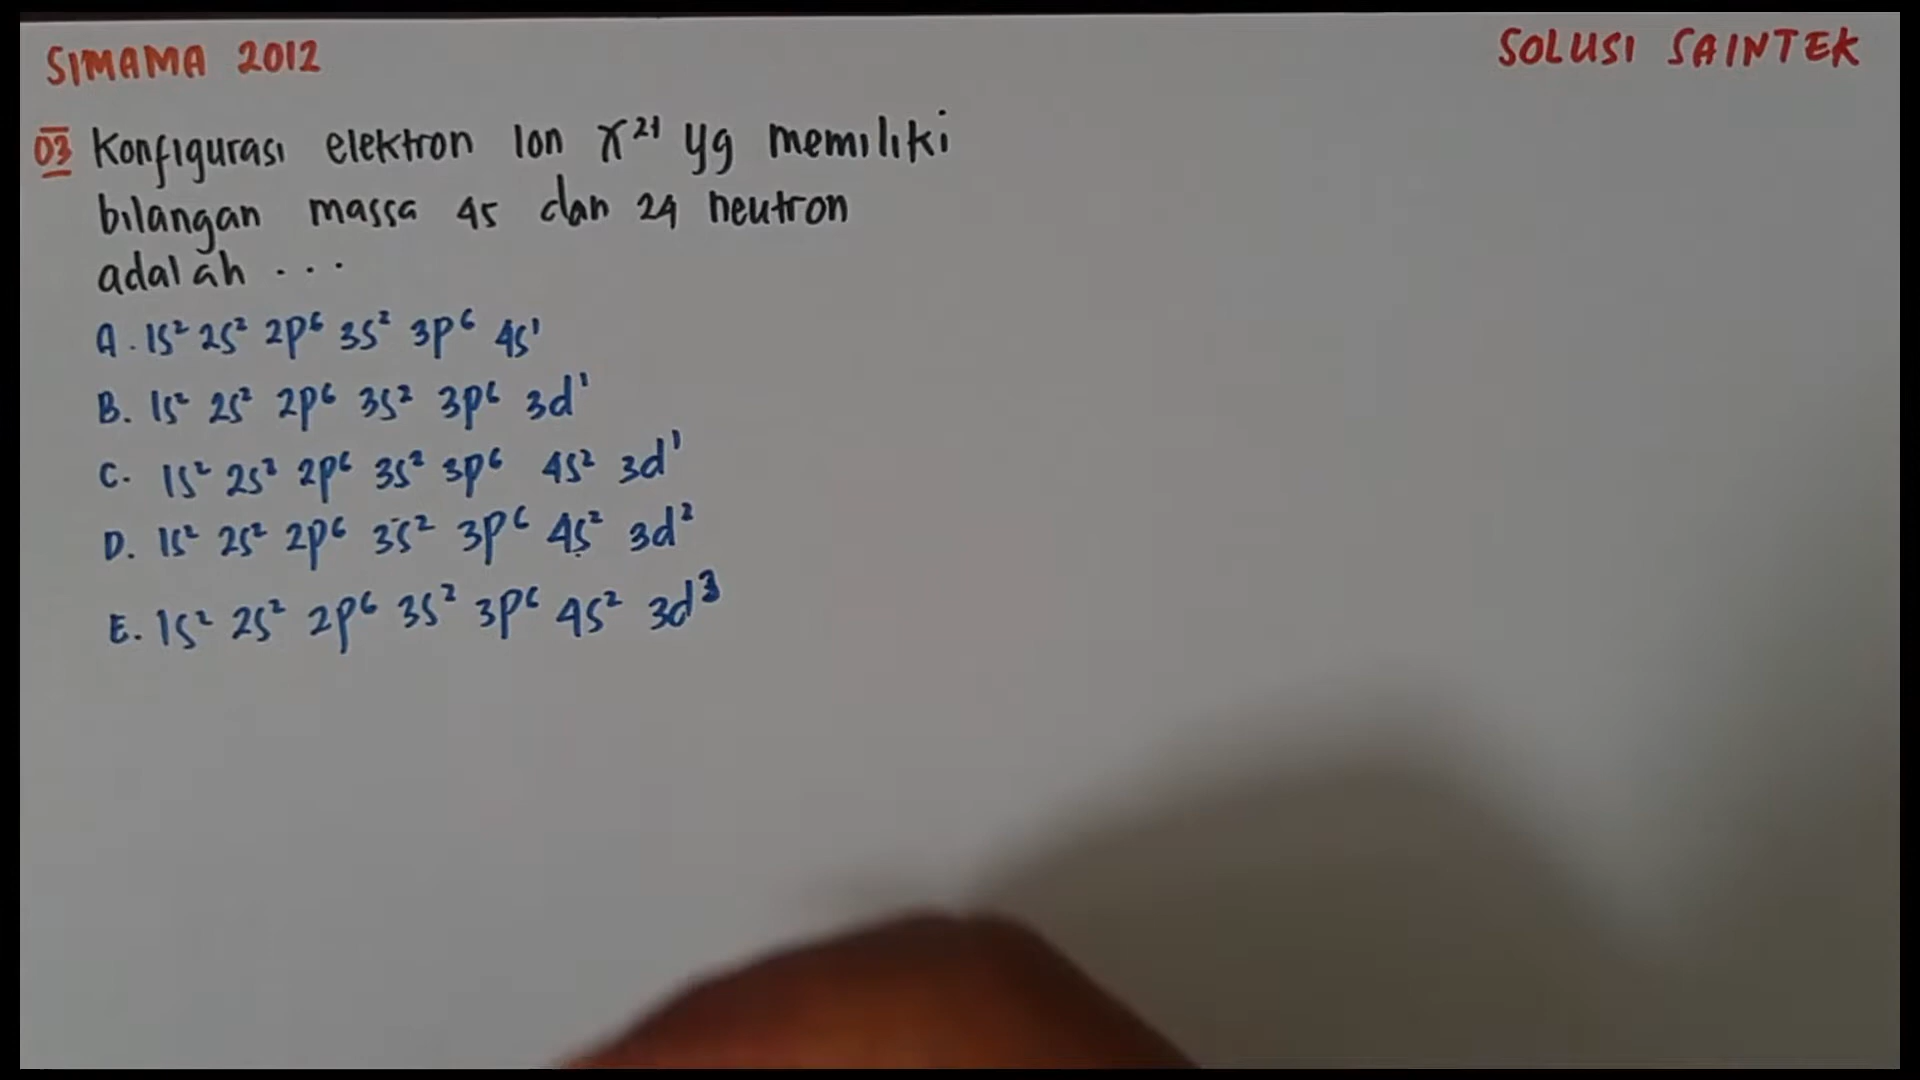 SIMAMA 2012
SOLUSI SAINTEK
03 Konfigurasi elektron Ion X²⁺ yg memiliki
bilangan massa 45 dan 24 neutron
adalah ...
A. 1s² 2s² 2p⁶ 3s² 3p⁶ 4s¹
B. 1s² 2s² 2p⁶ 3s² 3p⁶ 3d¹
C. 1s² 2s² 2p⁶ 3s² 3p⁶ 4s² 3d¹
D. 1s² 2s² 2p⁶ 3s² 3p⁶ 4s² 3d²
E. 1s² 2s² 2p⁶ 3s² 3p⁶ 4s² 3d³